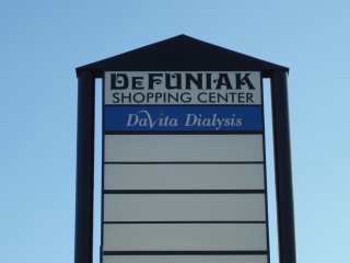 DeFUNIAK
SHOPPING CENTER
DaVita Dialysis